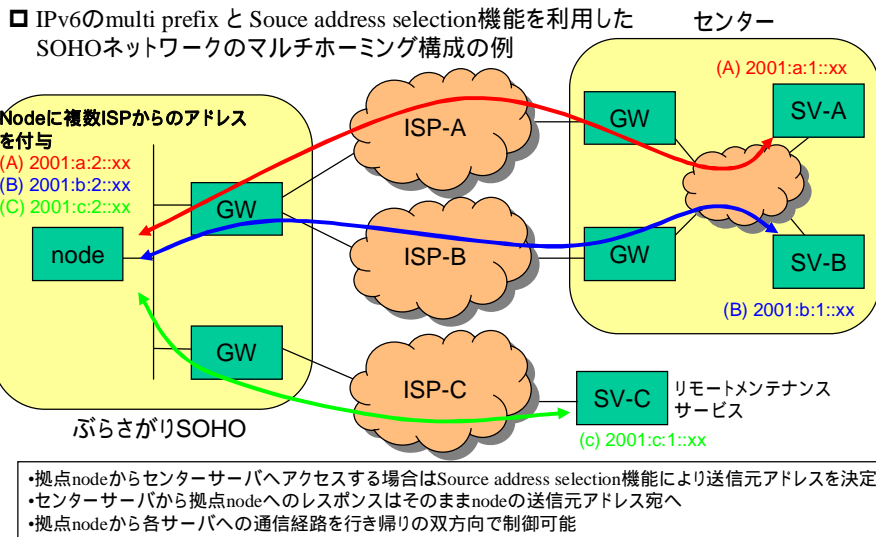 IPv6のmulti prefix と Souce address selection機能を利用した
SOHOネットワークのマルチホーミング構成の例
センター
(A) 2001:a:1::xx
Nodeに複数ISPからのアドレス
を付与
(A) 2001:a:2::xx
(B) 2001:b:2::xx
(C) 2001:c:2::xx
ISP-A
GW
SV-A
GW
node
ISP-B
GW
SV-B
(B) 2001:b:1::xx
GW
ISP-C
SV-C
リモートメンテナンス
サービス
(c) 2001:c:1::xx
ぶらさがりSOHO
•拠点nodeからセンターサーバへアクセスする場合はSource address selection機能により送信元アドレスを決定
•センターサーバから拠点nodeへのレスポンスはそのままnodeの送信元アドレス宛へ
•拠点nodeから各サーバへの通信経路を行き帰りの双方向で制御可能